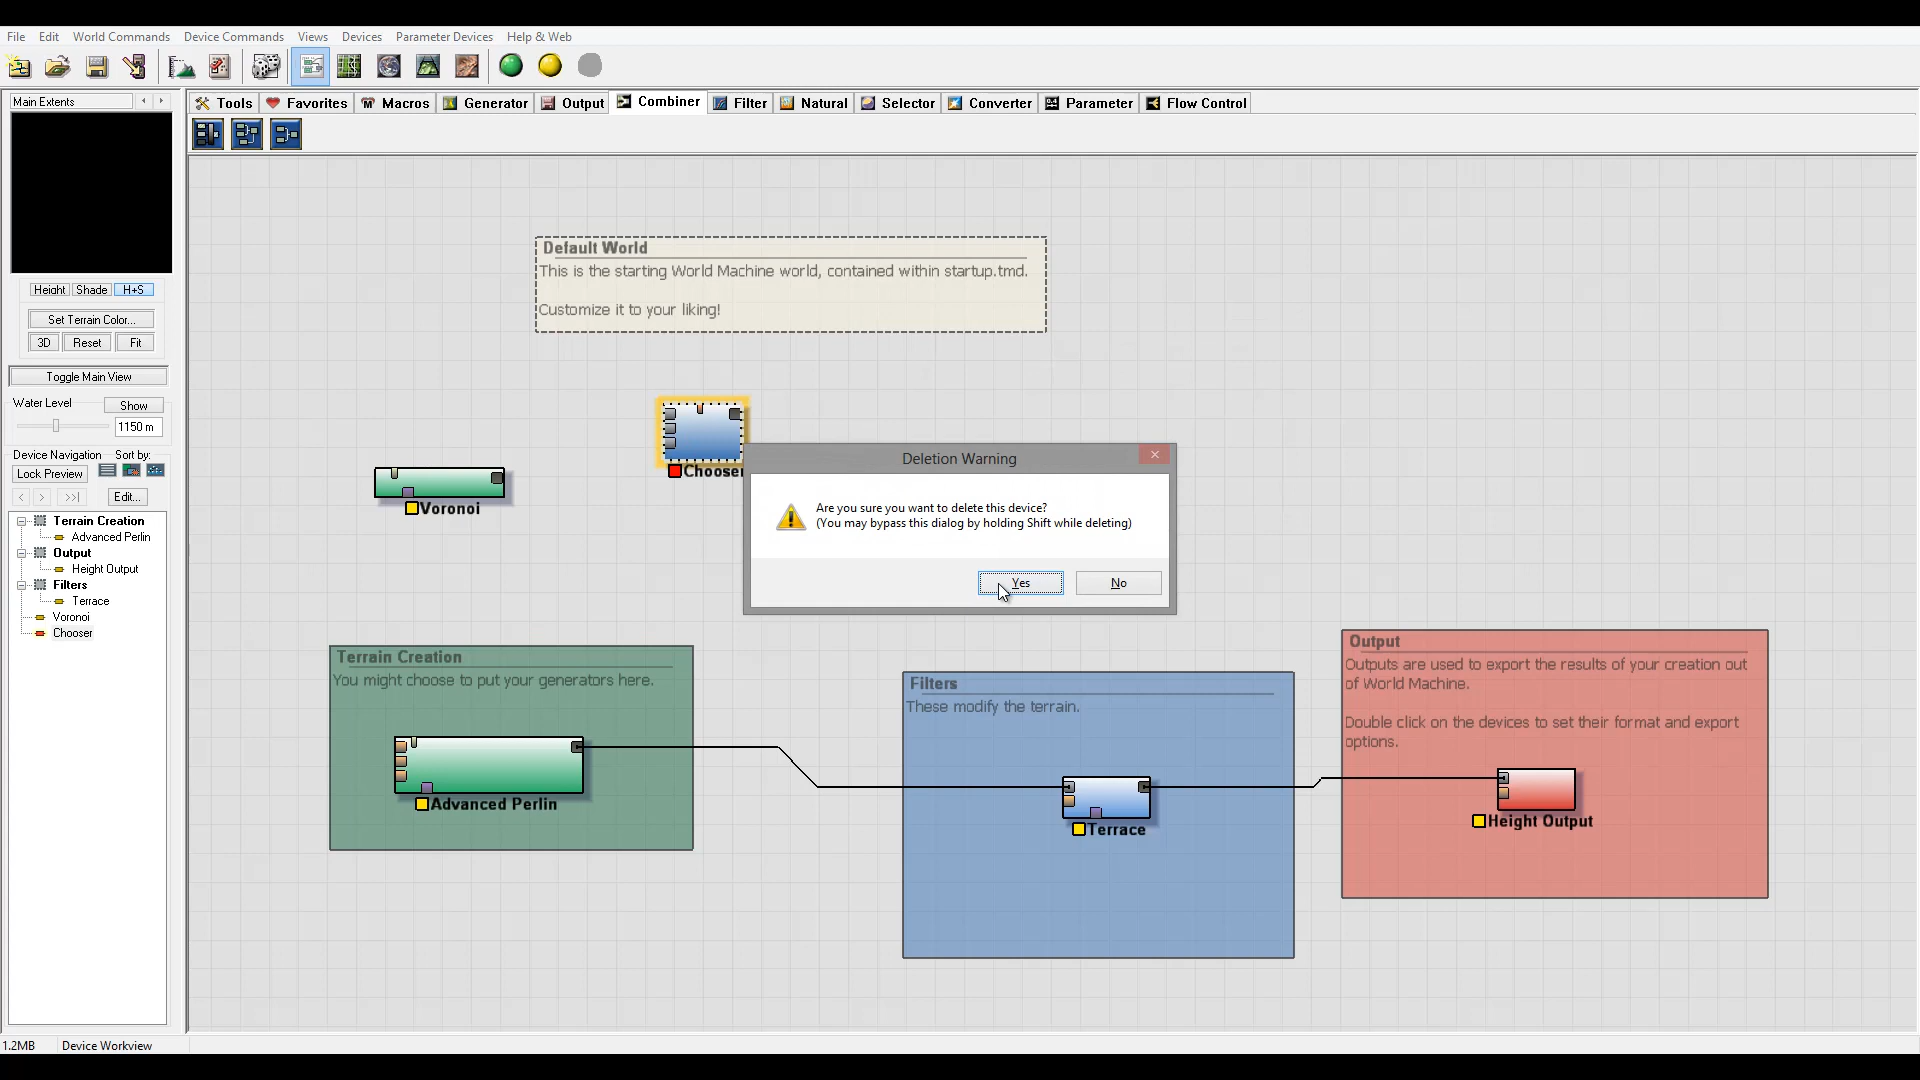 File Edit World Commands Device Commands Views Devices Parameter Devices Help & Web
Main Extents
Tools Favorites Macros Generator Output Combiner Filter Natural Selector Converter Parameter Flow Control
Height Shade H+S
Set Terrain Color...
3D Reset Fit
Toggle Main View
Water Level Show
1150 m
Device Navigation Sort by:
Lock Preview
< > >>| Edit...
Terrain Creation
Advanced Perlin
Output
Height Output
Filters
Terrace
Voronoi
Chooser
Default World
This is the starting World Machine world, contained within startup.tmd.
Customize it to your liking!
Chooser
Voronoi
Deletion Warning
Are you sure you want to delete this device?
(You may bypass this dialog by holding Shift while deleting)
Yes No
Terrain Creation
You might choose to put your generators here.
Advanced Perlin
Filters
These modify the terrain.
Terrace
Output
Outputs are used to export the results of your creation out
of World Machine.
Double click on the devices to set their format and export
options.
Height Output
1.2MB Device Workview